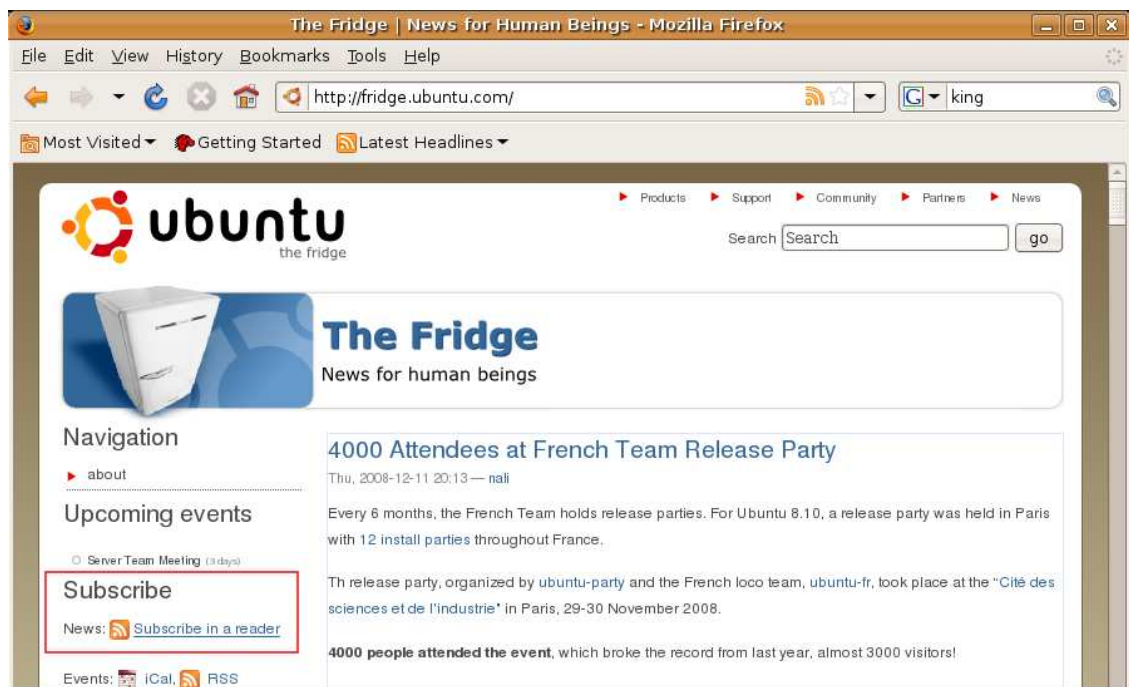 The Fridge | News for Human Beings - Mozilla Firefox
File Edit View History Bookmarks Tools Help
http://fridge.ubuntu.com/
G king
Most Visited Getting Started Latest Headlines
Products Support Community Partners News
ubuntu
the fridge
Search Search go
The Fridge
News for human beings
Navigation
about
Upcoming events
Server Team Meeting (3 days)
Subscribe
News: Subscribe in a reader
Events: iCal, RSS
4000 Attendees at French Team Release Party
Thu, 2008-12-11 20:13 — nali
Every 6 months, the French Team holds release parties. For Ubuntu 8.10, a release party was held in Paris
with 12 install parties throughout France.
Th release party, organized by ubuntu-party and the French loco team, ubuntu-fr, took place at the "Cité des
sciences et de l'industrie" in Paris, 29-30 November 2008.
4000 people attended the event, which broke the record from last year, almost 3000 visitors!